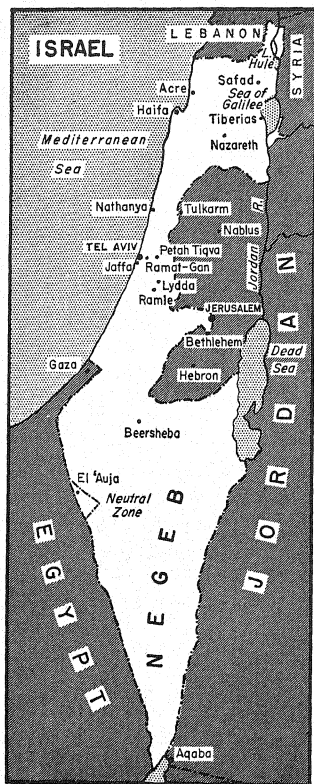 ISRAEL
LEBANON
SYRIA
L.
Hule
Safad
Acre
Sea of
Galilee
Haifa
Tiberias
Nazareth
Mediterranean
Sea
Nathanya
Tulkarm
Nablus
Jordan R.
TEL AVIV
Petah Tiqva
Jaffa
Ramat-Gan
Lydda
Ramle
JERUSALEM
Bethlehem
Dead
Sea
Gaza
Hebron
Beersheba
El 'Auja
Neutral
Zone
NEGEB
EGYPT
JORDAN
Aqaba